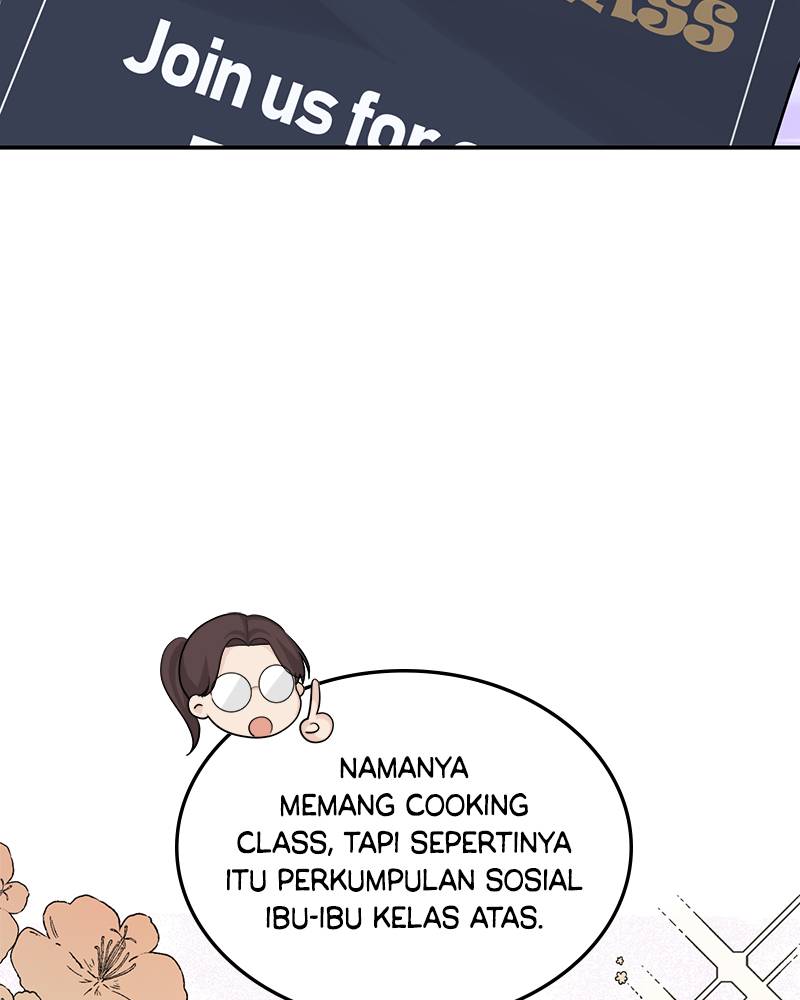 Join us for
NAMANYA
MEMANG COOKING
CLASS, TAPI SEPERTINYA
ITU PERKUMPULAN SOSIAL
IBU-IBU KELAS ATAS.